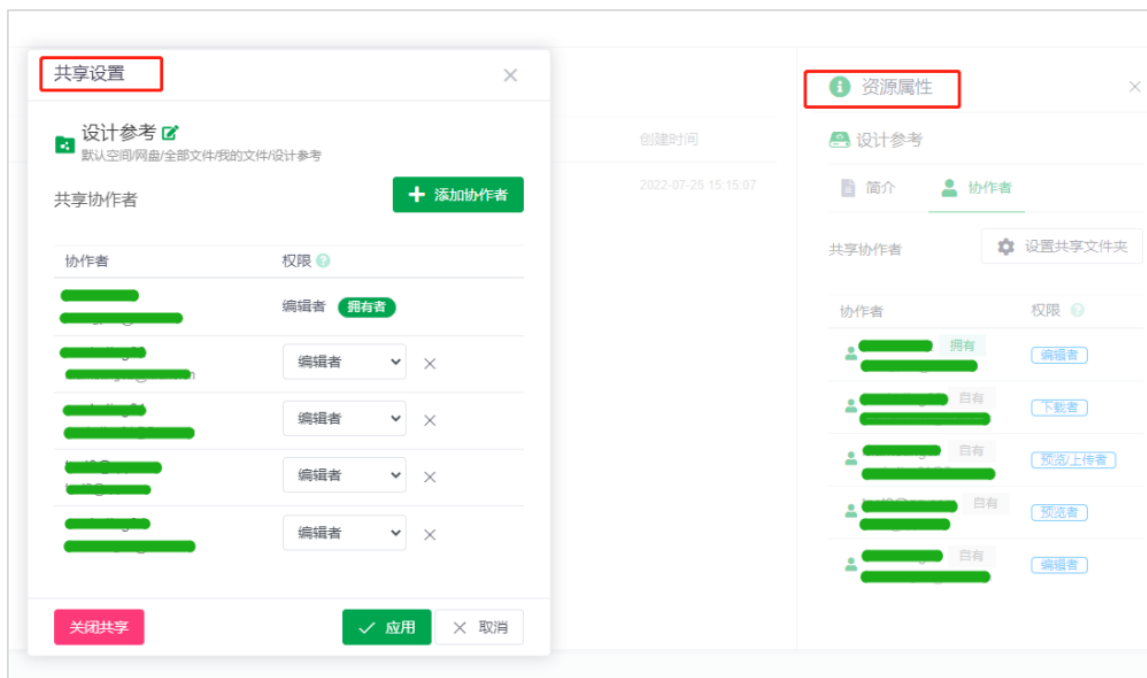 共享设置
设计参考
默认空间/网盘/全部文件/我的文件/设计参考
共享协作者
添加协作者
协作者 权限
编辑者 拥有者
编辑者
编辑者
编辑者
编辑者
关闭共享
应用
取消
创建时间
2022-07-25 15:15:07
资源属性
设计参考
简介 协作者
共享协作者
设置共享文件夹
协作者 权限
拥有 编辑者
自有 下载者
自有 预览/上传者
自有 预览者
自有 编辑者